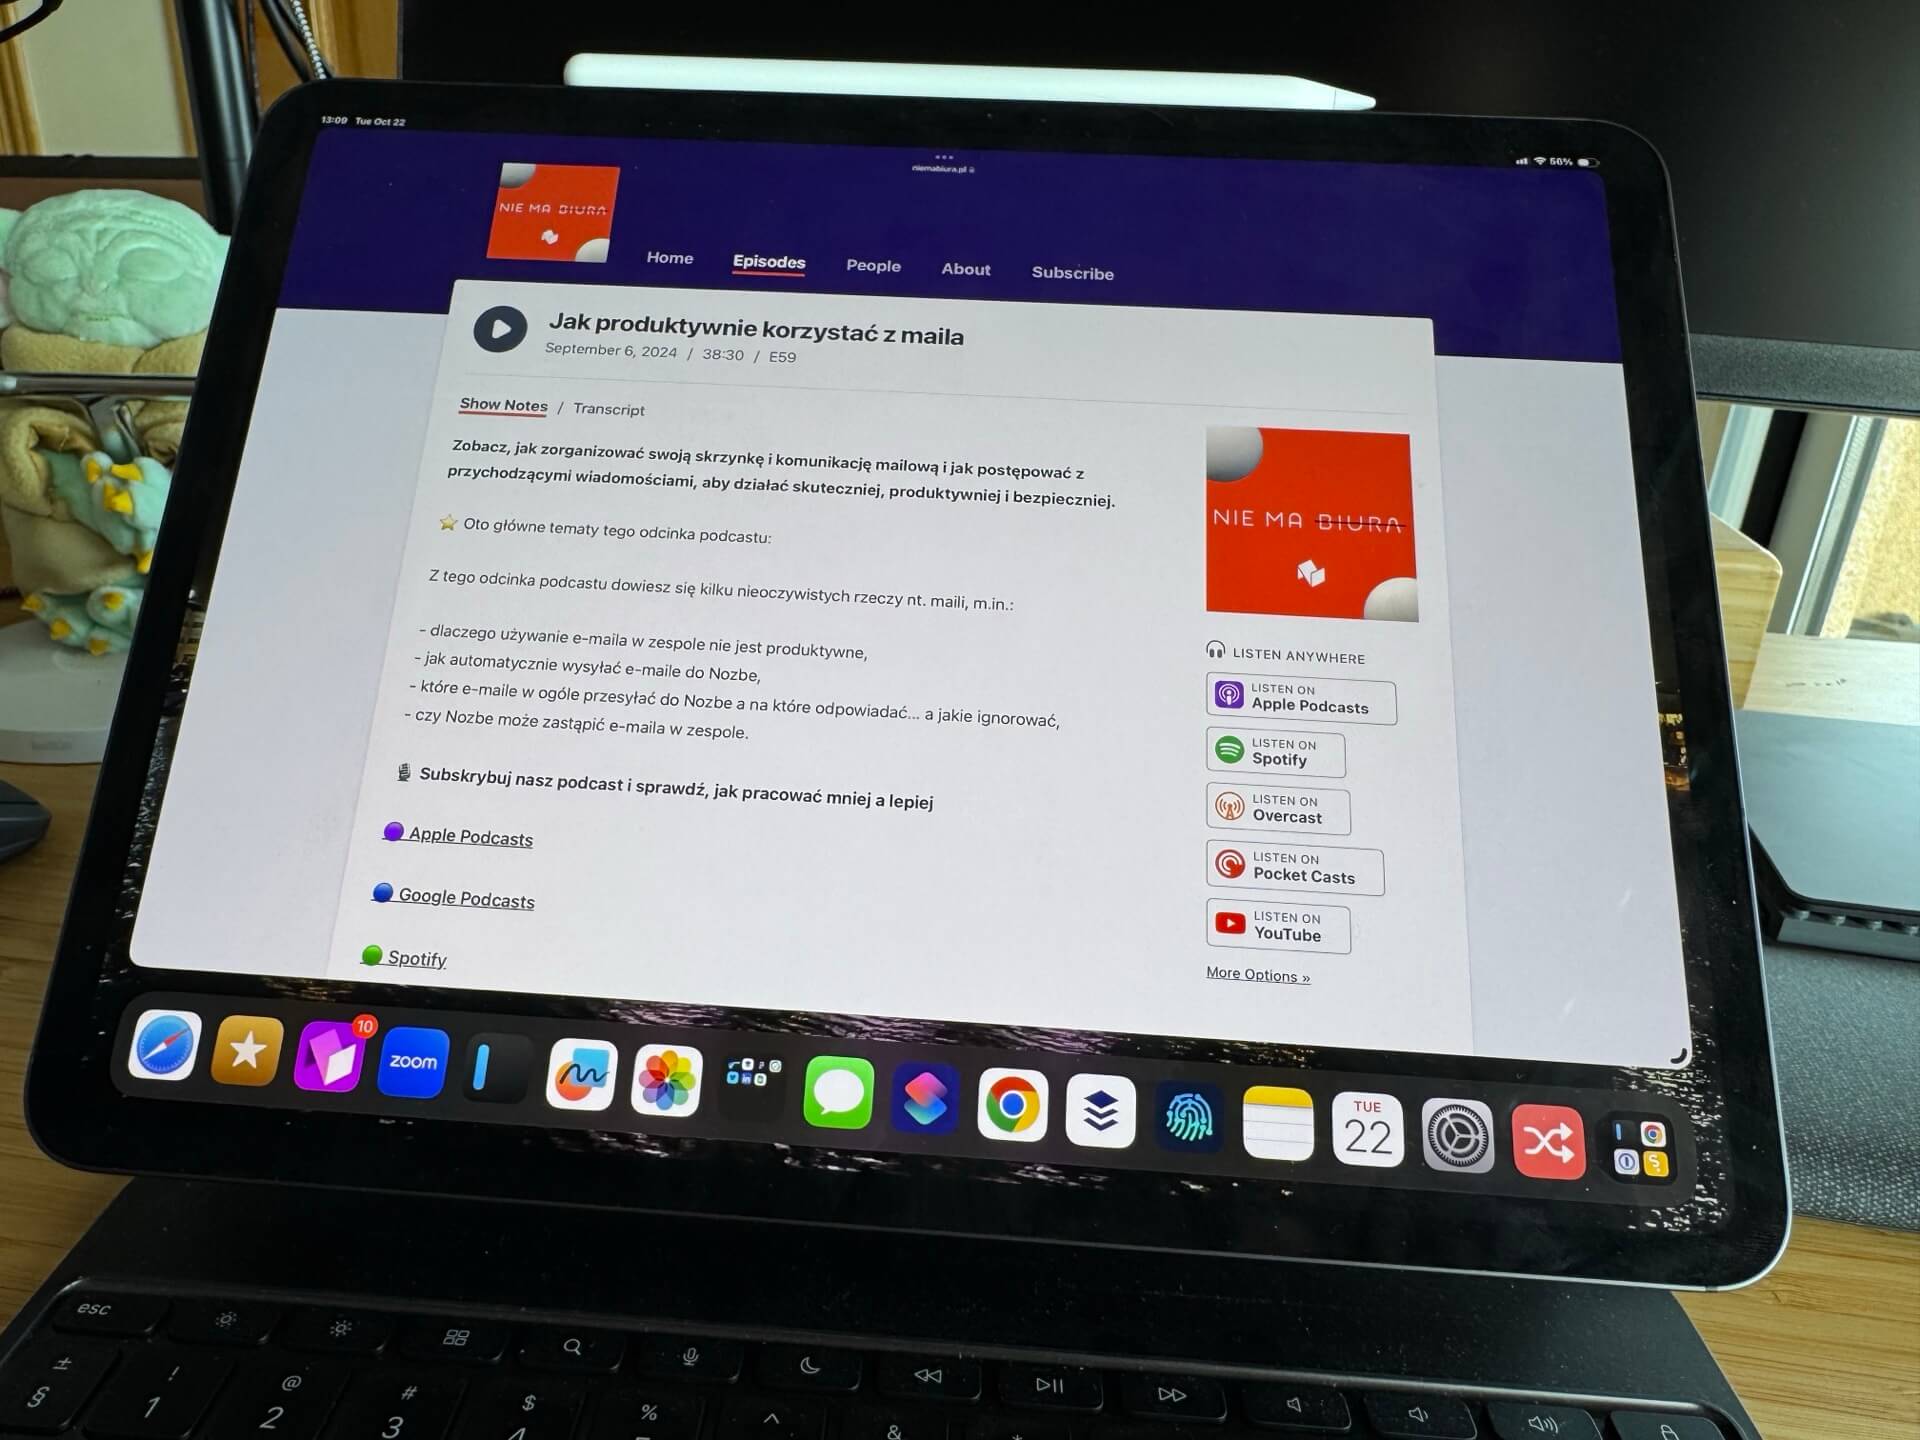 13:09 Tue Oct 22
56%
niemabiura.pl
NIE MA BIURA
Home Episodes People About Subscribe
Jak produktywnie korzystać z maila
September 6, 2024 / 38:30 / E59
Show Notes / Transcript
Zobacz, jak zorganizować swoją skrzynkę i komunikację mailową i jak postępować z
przychodzącymi wiadomościami, aby działać skuteczniej, produktywniej i bezpieczniej.
⭐ Oto główne tematy tego odcinka podcastu:
Z tego odcinka podcastu dowiesz się kilku nieoczywistych rzeczy nt. maili, m.in.:
- dlaczego używanie e-maila w zespole nie jest produktywne,
- jak automatycznie wysyłać e-maile do Nozbe,
- które e-maile w ogóle przesyłać do Nozbe a na które odpowiadać... a jakie ignorować,
- czy Nozbe może zastąpić e-maila w zespole.
🎙 Subskrybuj nasz podcast i sprawdź, jak pracować mniej a lepiej
🟣 Apple Podcasts
🔵 Google Podcasts
🟢 Spotify
NIE MA BIURA
LISTEN ANYWHERE
LISTEN ON
Apple Podcasts
LISTEN ON
Spotify
LISTEN ON
Overcast
LISTEN ON
Pocket Casts
LISTEN ON
YouTube
More Options »
10
zoom
TUE
22
esc
± ! @ # $ % ^ &
§ 1 2 3 4